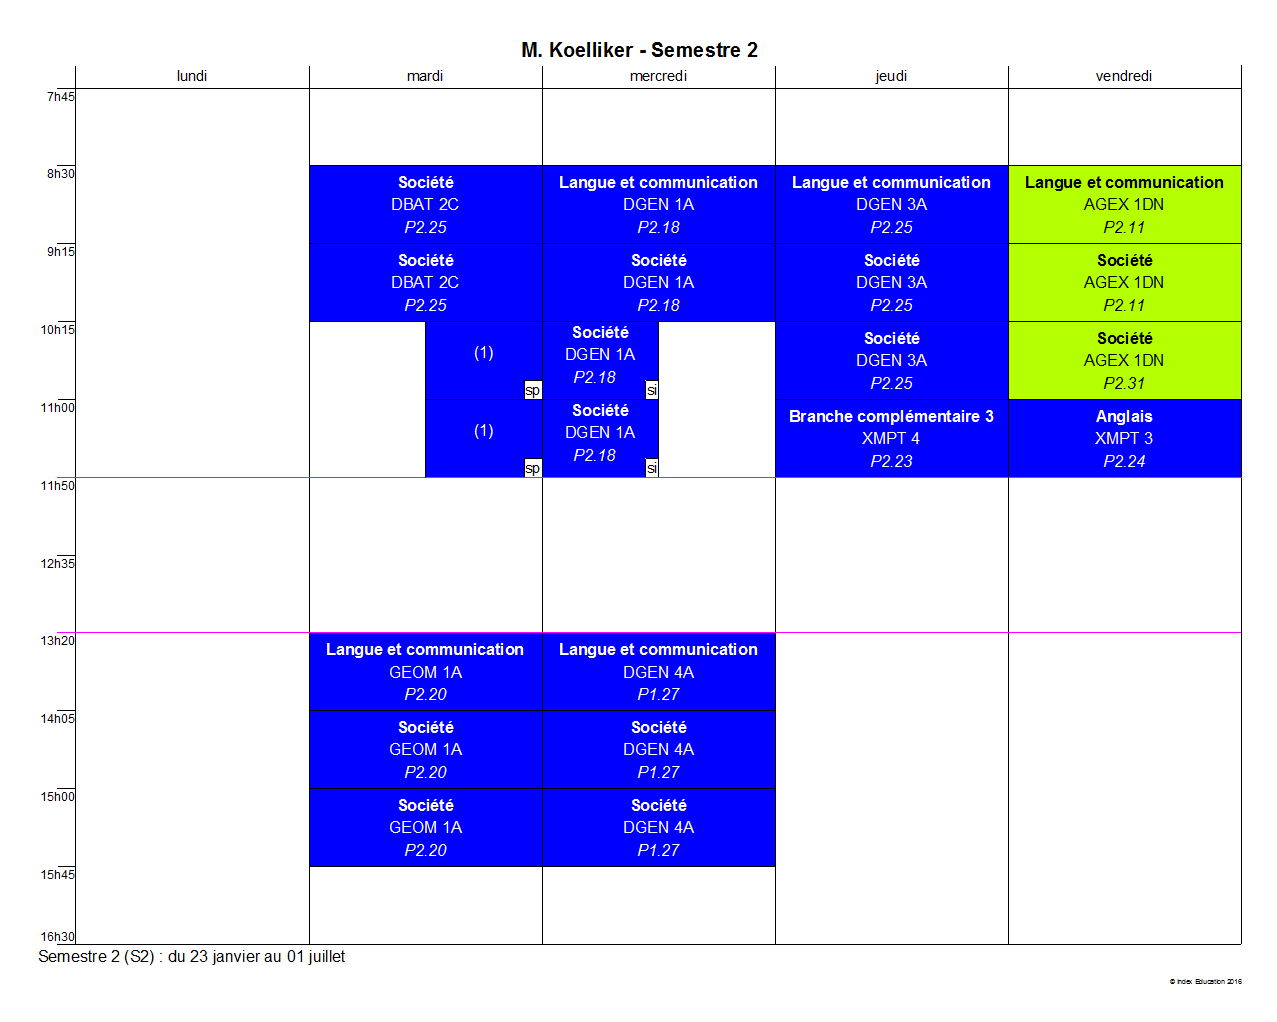 M. Koelliker - Semestre 2
lundi mardi mercredi jeudi vendredi
7h45
8h30
Société Langue et communication Langue et communication Langue et communication
DBAT 2C DGEN 1A DGEN 3A AGEX 1DN
P2.25 P2.18 P2.25 P2.11
9h15
Société Société Société Société
DBAT 2C DGEN 1A DGEN 3A AGEX 1DN
P2.25 P2.18 P2.25 P2.11
10h15
(1) Société Société Société
DGEN 1A DGEN 3A AGEX 1DN
P2.18 P2.25 P2.31
sp si
11h00
(1) Société Branche complémentaire 3 Anglais
DGEN 1A XMPT 4 XMPT 3
P2.18 P2.23 P2.24
sp si
11h50
12h35
13h20
Langue et communication Langue et communication
GEOM 1A DGEN 4A
P2.20 P1.27
14h05
Société Société
GEOM 1A DGEN 4A
P2.20 P1.27
15h00
Société Société
GEOM 1A DGEN 4A
P2.20 P1.27
15h45
16h30
Semestre 2 (S2) : du 23 janvier au 01 juillet
© Index Education 2016